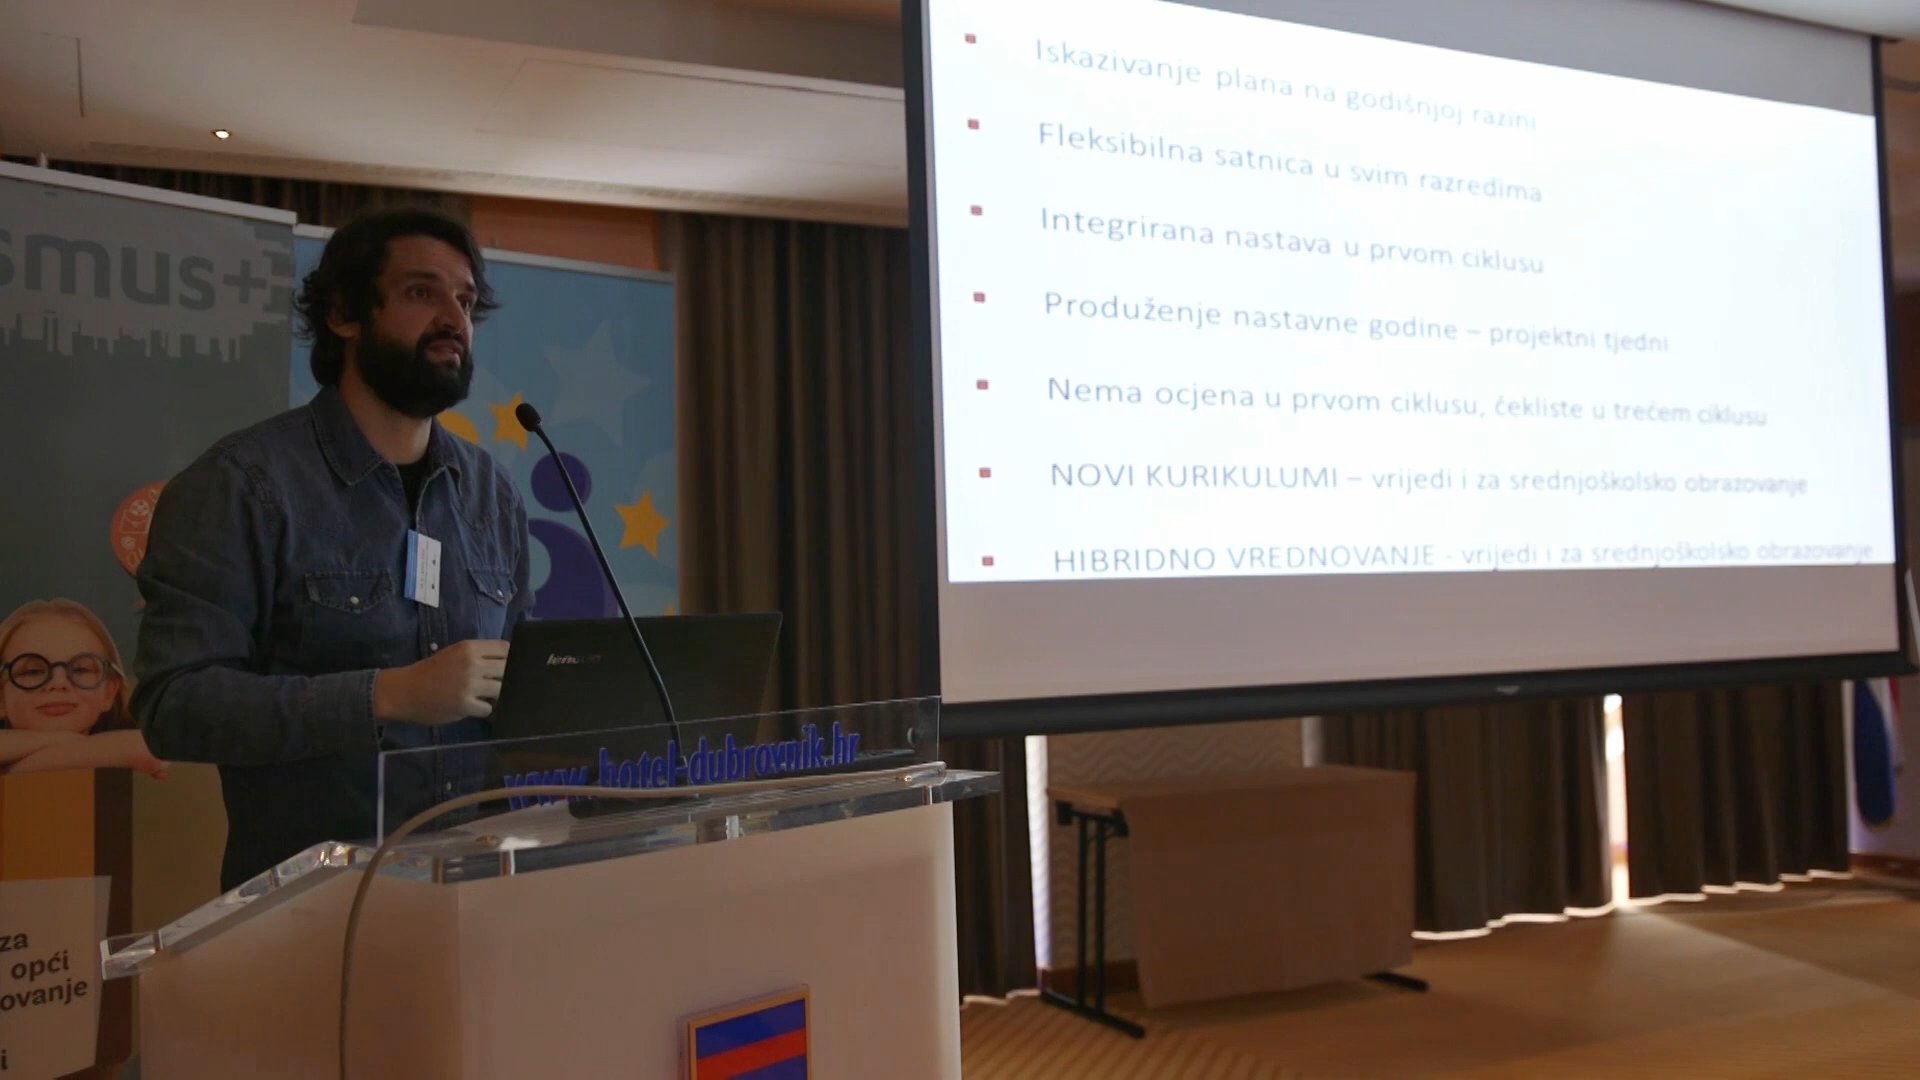 smus+
Iskazivanje plana na godišnjoj razini
Fleksibilna satnica u svim razredima
Integrirana nastava u prvom ciklusu
Produženje nastavne godine – projektni tjedni
Nema ocjena u prvom ciklusu, čekliste u trećem ciklusu
NOVI KURIKULUMI – vrijedi i za srednjoškolsko obrazovanje
HIBRIDNO VREDNOVANJE - vrijedi i za srednjoškolsko obrazovanje
lenovo
www.hotel-dubrovnik.hr
za
opći
ovanje
i